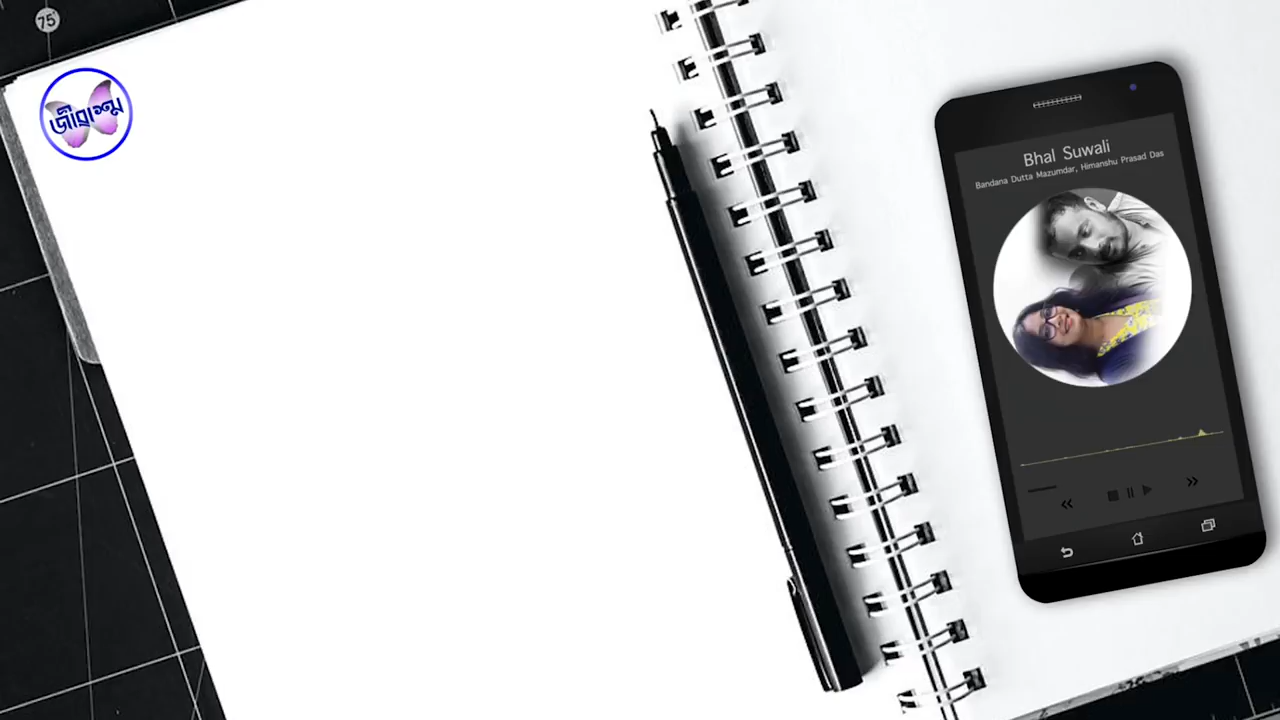 75
জীৱাশ্ম
Bhal Suwali
Bandana Dutta Mazumdar, Himanshu Prasad Das